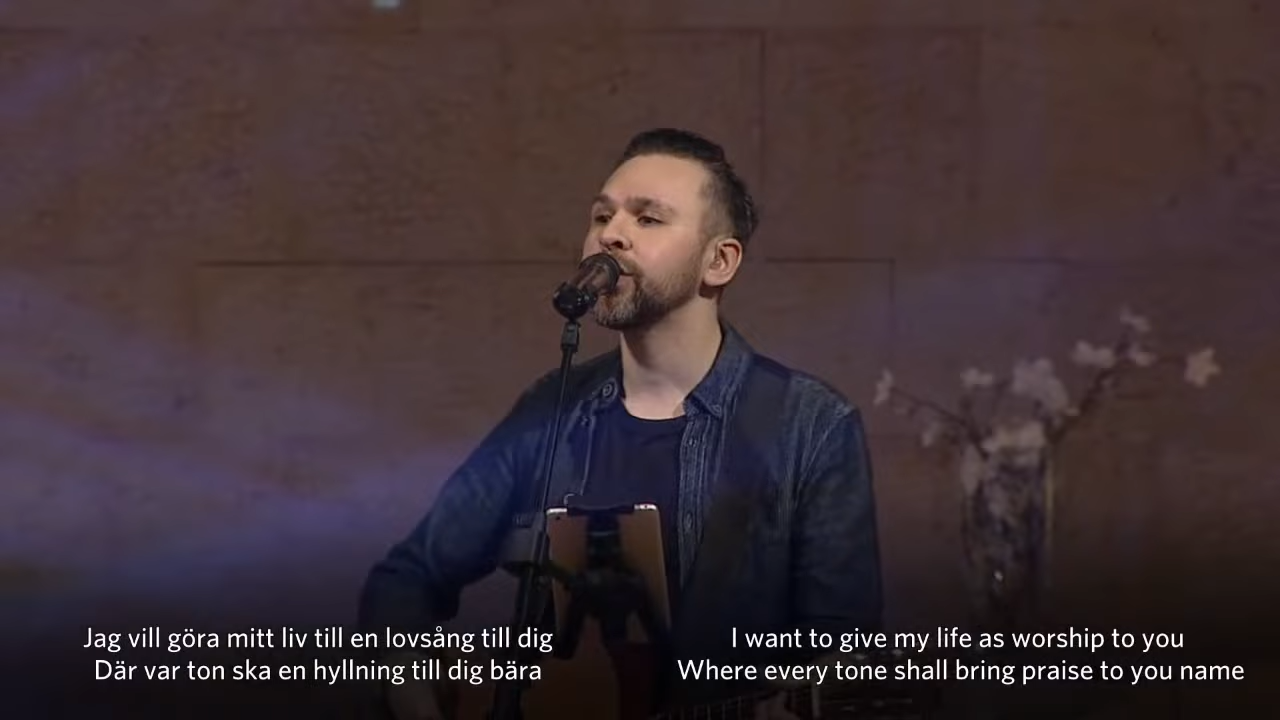 Jag vill göra mitt liv till en lovsång till dig
Där var ton ska en hyllning till dig bära
I want to give my life as worship to you
Where every tone shall bring praise to you name